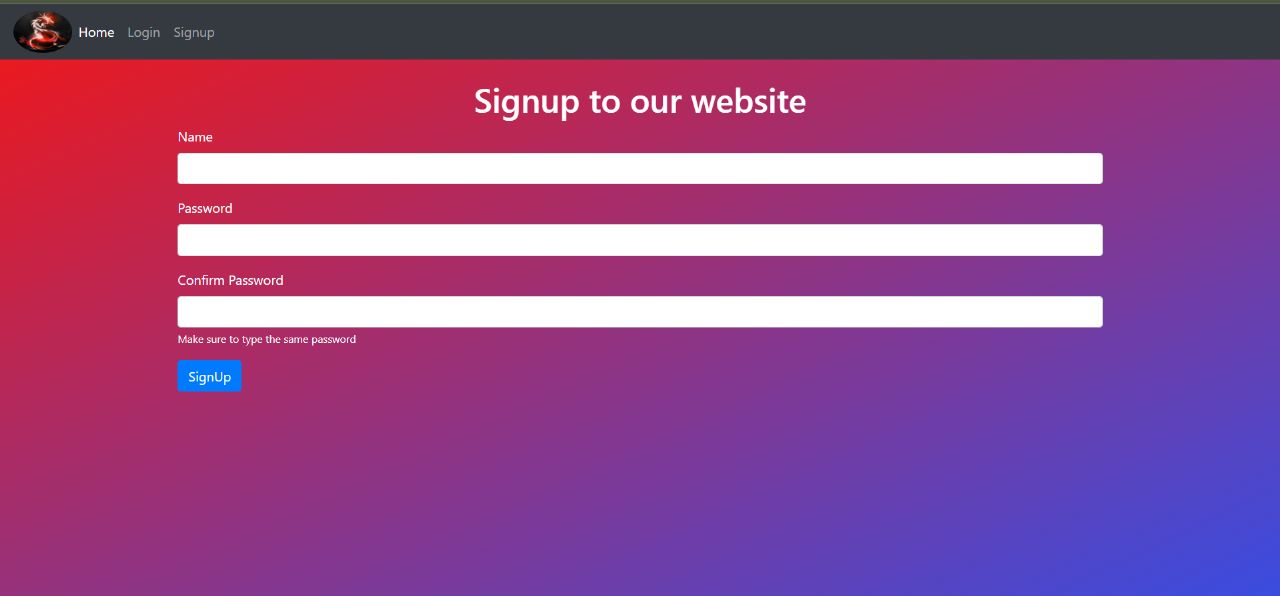 Home Login Signup
Signup to our website
Name
Password
Confirm Password
Make sure to type the same password
SignUp